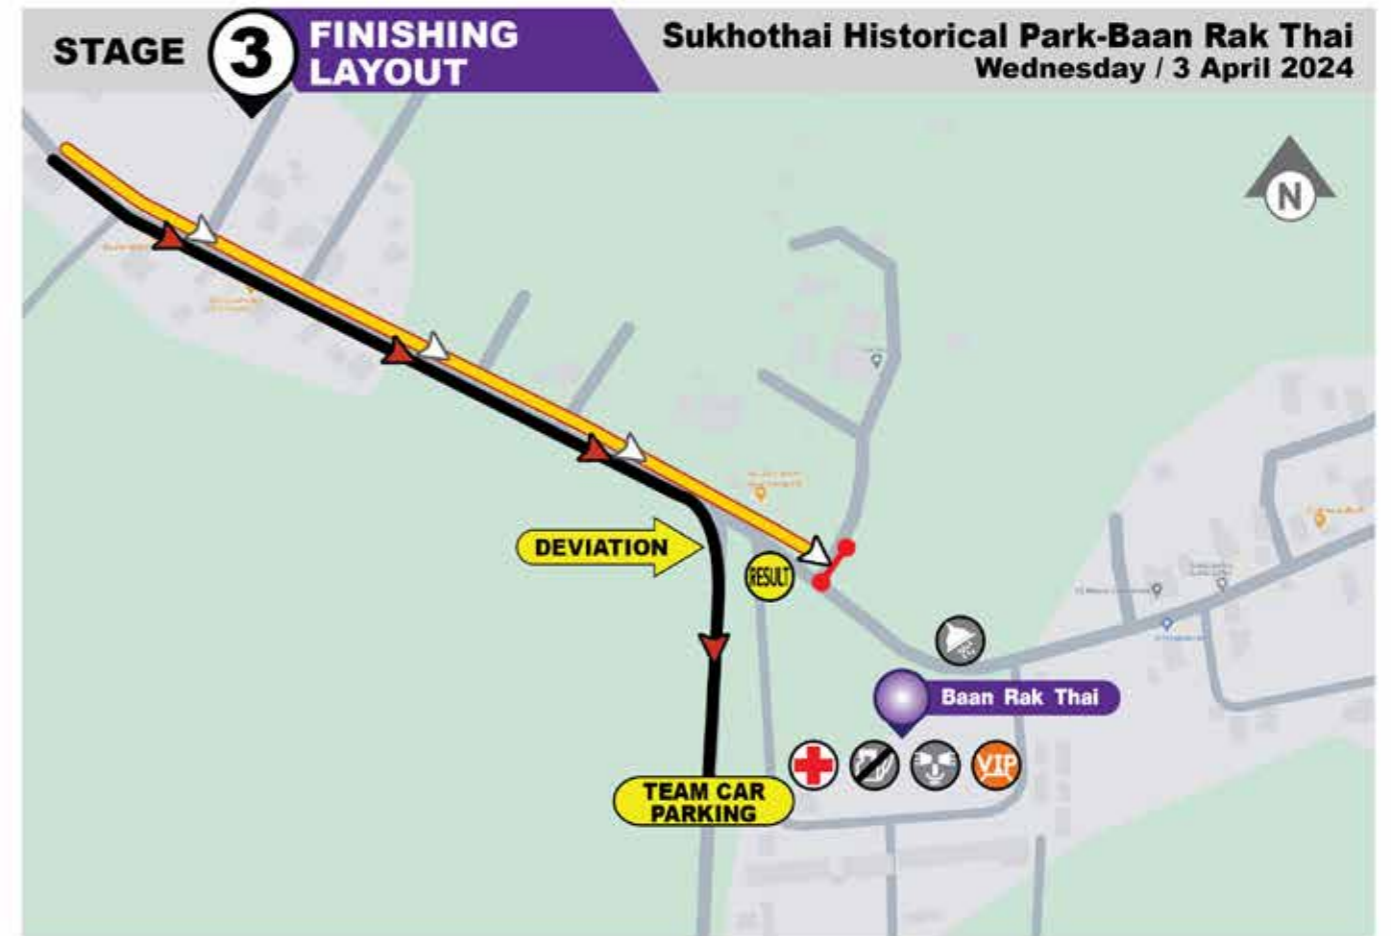 STAGE 3 FINISHING
LAYOUT
Sukhothai Historical Park-Baan Rak Thai
Wednesday / 3 April 2024
N
DEVIATION
RESULT
Baan Rak Thai
VIP
TEAM CAR
PARKING